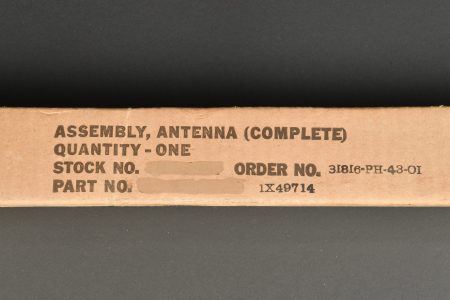 ASSEMBLY, ANTENNA (COMPLETE)
QUANTITY - ONE
STOCK NO. ORDER NO. 31816-PH-43-01
PART NO. 1X49714